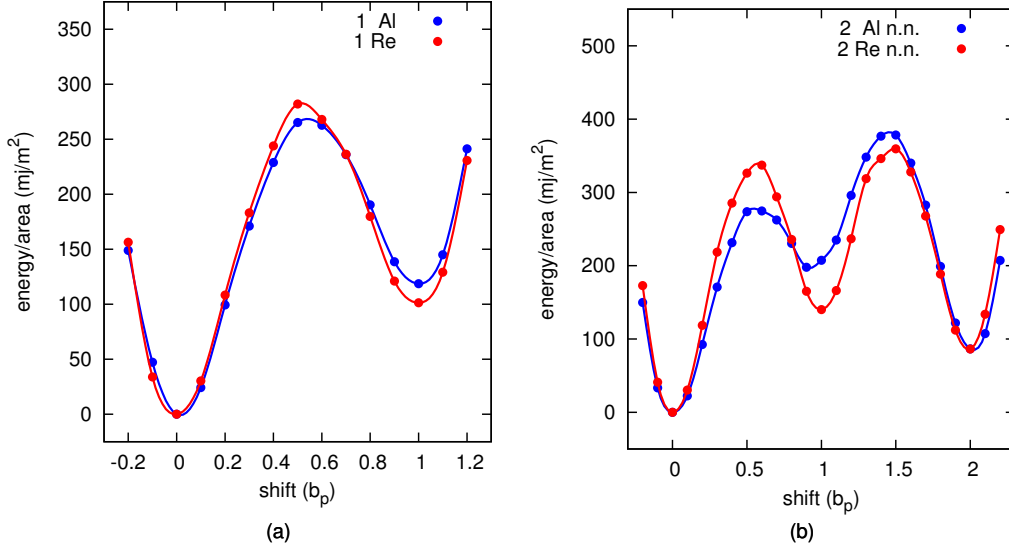 1 Al
1 Re
energy/area (mj/m²)
350
300
250
200
150
100
50
0
-0.2 0 0.2 0.4 0.6 0.8 1 1.2
shift (bₚ)
(a)
2 Al n.n.
2 Re n.n.
energy/area (mj/m²)
500
400
300
200
100
0
0 0.5 1 1.5 2
shift (bₚ)
(b)